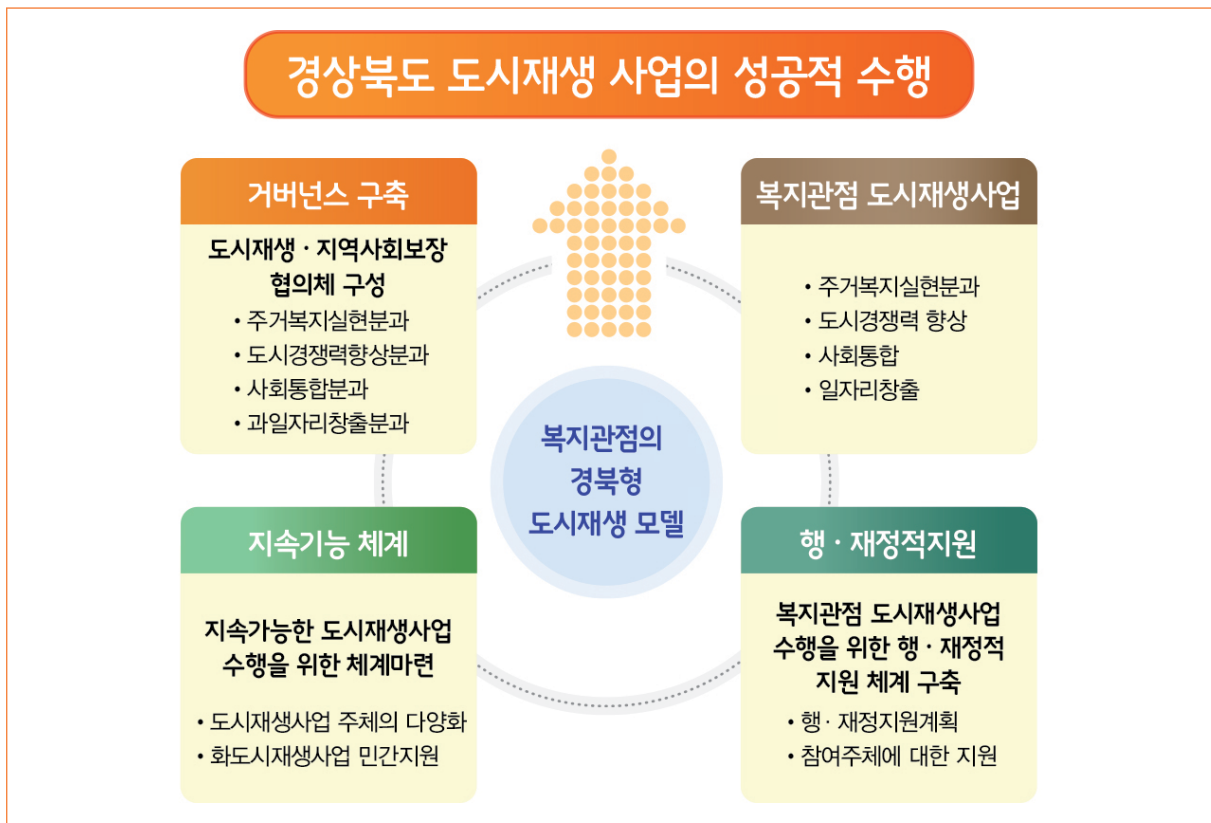 경상북도 도시재생 사업의 성공적 수행
거버넌스 구축
도시재생 · 지역사회보장
협의체 구성
• 주거복지실현분과
• 도시경쟁력향상분과
• 사회통합분과
• 과일자리창출분과
복지관점 도시재생사업
• 주거복지실현분과
• 도시경쟁력 향상
• 사회통합
• 일자리창출
복지관점의
경북형
도시재생 모델
지속기능 체계
지속가능한 도시재생사업
수행을 위한 체계마련
• 도시재생사업 주체의 다양화
• 화도시재생사업 민간지원
행 · 재정적지원
복지관점 도시재생사업
수행을 위한 행 · 재정적
지원 체계 구축
• 행 · 재정지원계획
• 참여주체에 대한 지원